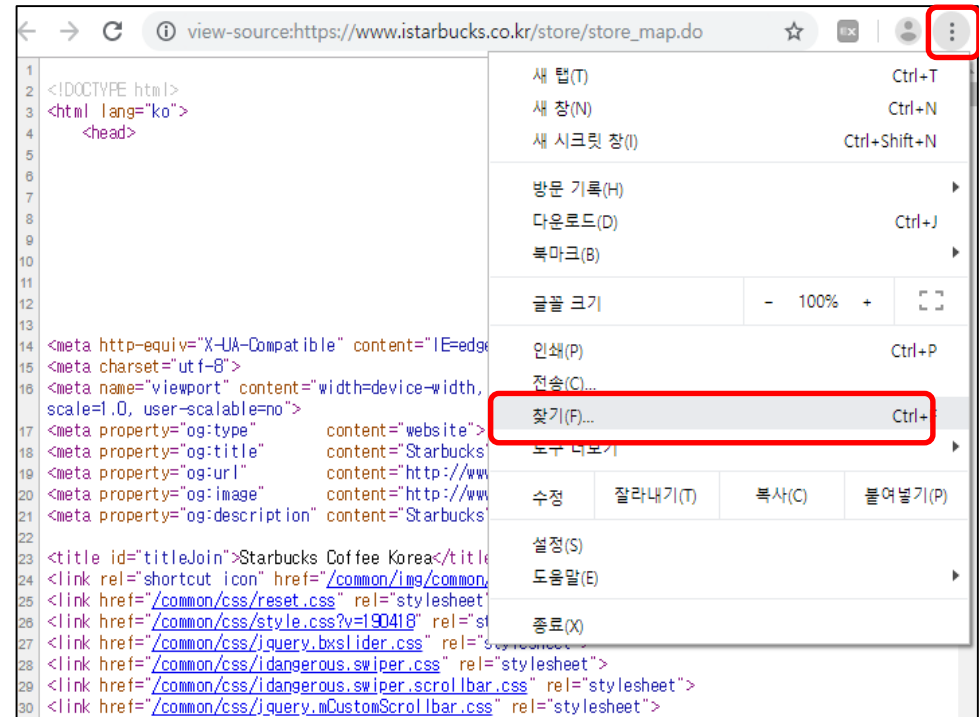 view-source:https://www.istarbucks.co.kr/store/store_map.do
EX
새 탭(T) Ctrl+T
새 창(N) Ctrl+N
새 시크릿 창(I) Ctrl+Shift+N
방문 기록(H)
다운로드(D) Ctrl+J
북마크(B)
글꼴 크기 - 100% +
인쇄(P) Ctrl+P
전송(C)...
찾기(F)... Ctrl+
도구 더보기
수정 잘라내기(T) 복사(C) 붙여넣기(P)
설정(S)
도움말(E)
종료(X)
1
2 <!DOCTYPE html>
3 <html lang="ko">
4 <head>
5
6
7
8
9
10
11
12
13
14 <meta http-equiv="X-UA-Compatible" content="IE=edge
15 <meta charset="utf-8">
16 <meta name="viewport" content="width=device-width,
scale=1.0, user-scalable=no">
17 <meta property="og:type" content="website">
18 <meta property="og:title" content="Starbucks
19 <meta property="og:url" content="http://www
20 <meta property="og:image" content="http://www
21 <meta property="og:description" content="Starbucks
22
23 <title id="titleJoin">Starbucks Coffee Korea</title
24 <link rel="shortcut icon" href="/common/img/common/
25 <link href="/common/css/reset.css" rel="stylesheet"
26 <link href="/common/css/style.css?v=190418" rel="st
27 <link href="/common/css/jquery.bxslider.css" rel="stylesheet">
28 <link href="/common/css/idangerous.swiper.css" rel="stylesheet">
29 <link href="/common/css/idangerous.swiper.scrollbar.css" rel="stylesheet">
30 <link href="/common/css/jquery.mCustomScrollbar.css" rel="stylesheet">